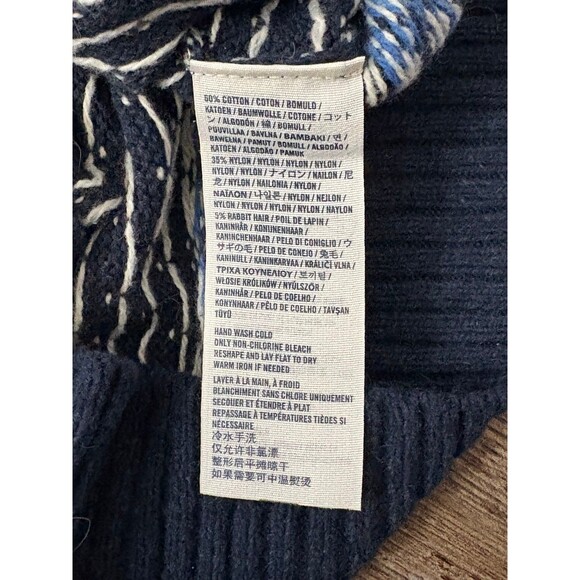 60% COTTON / COTON / BOMULD /
KATOEN / BAUMWOLLE / COTONE / コットン
ン / ALGODÓN / 綿 / BOMULL /
PUUVILLAA / BAVLNA / ΒΑΜΒΑΚΙ / 면 /
BAWEŁNA / PAMUT / BOMULL / ALGODÃO /
KATOEN / ALGODÃO / PAMUK
35% NYLON / NYLON / NYLON / NYLON /
NYLON / NYLON / ナイロン / NAILON / 尼
龙 / NYLON / NAILONIA / NYLON /
ΝΑΪΛΟΝ / 나일론 / NYLON / NEJLON /
NYLON / NYLON / NYLON / NAYLON
5% RABBIT HAIR / POIL DE LAPIN /
KANINHÅR / KONIJNENHAAR /
KANINCHENHAAR / PELO DI CONIGLIO / ウ
サギの毛 / PELO DE CONEJO / 兔毛 /
KANINULL / KANINKARVAA / KRÁLIČÍ VLNA /
ΤΡΙΧΑ ΚΟΥΝΕΛΙΟΥ / 토끼털 /
WŁOSIE KRÓLIKÓW / NYÚLSZŐR /
KANINHÅR / PELO DE COELHO /
KONYNHAAR / PÊLO DE COELHO / TAVŞAN
TÜYÜ
HAND WASH COLD
ONLY NON-CHLORINE BLEACH
RESHAPE AND LAY FLAT TO DRY
WARM IRON IF NEEDED
LAVER À LA MAIN, À FROID
BLANCHIMENT SANS CHLORE UNIQUEMENT
SECOUER ET ÉTENDRE À PLAT
REPASSAGE À TEMPÉRATURES TIÈDES SI
NÉCESSAIRE
冷水手洗
仅允许非氯漂
整形后平摊晾干
如果需要可中温熨烫